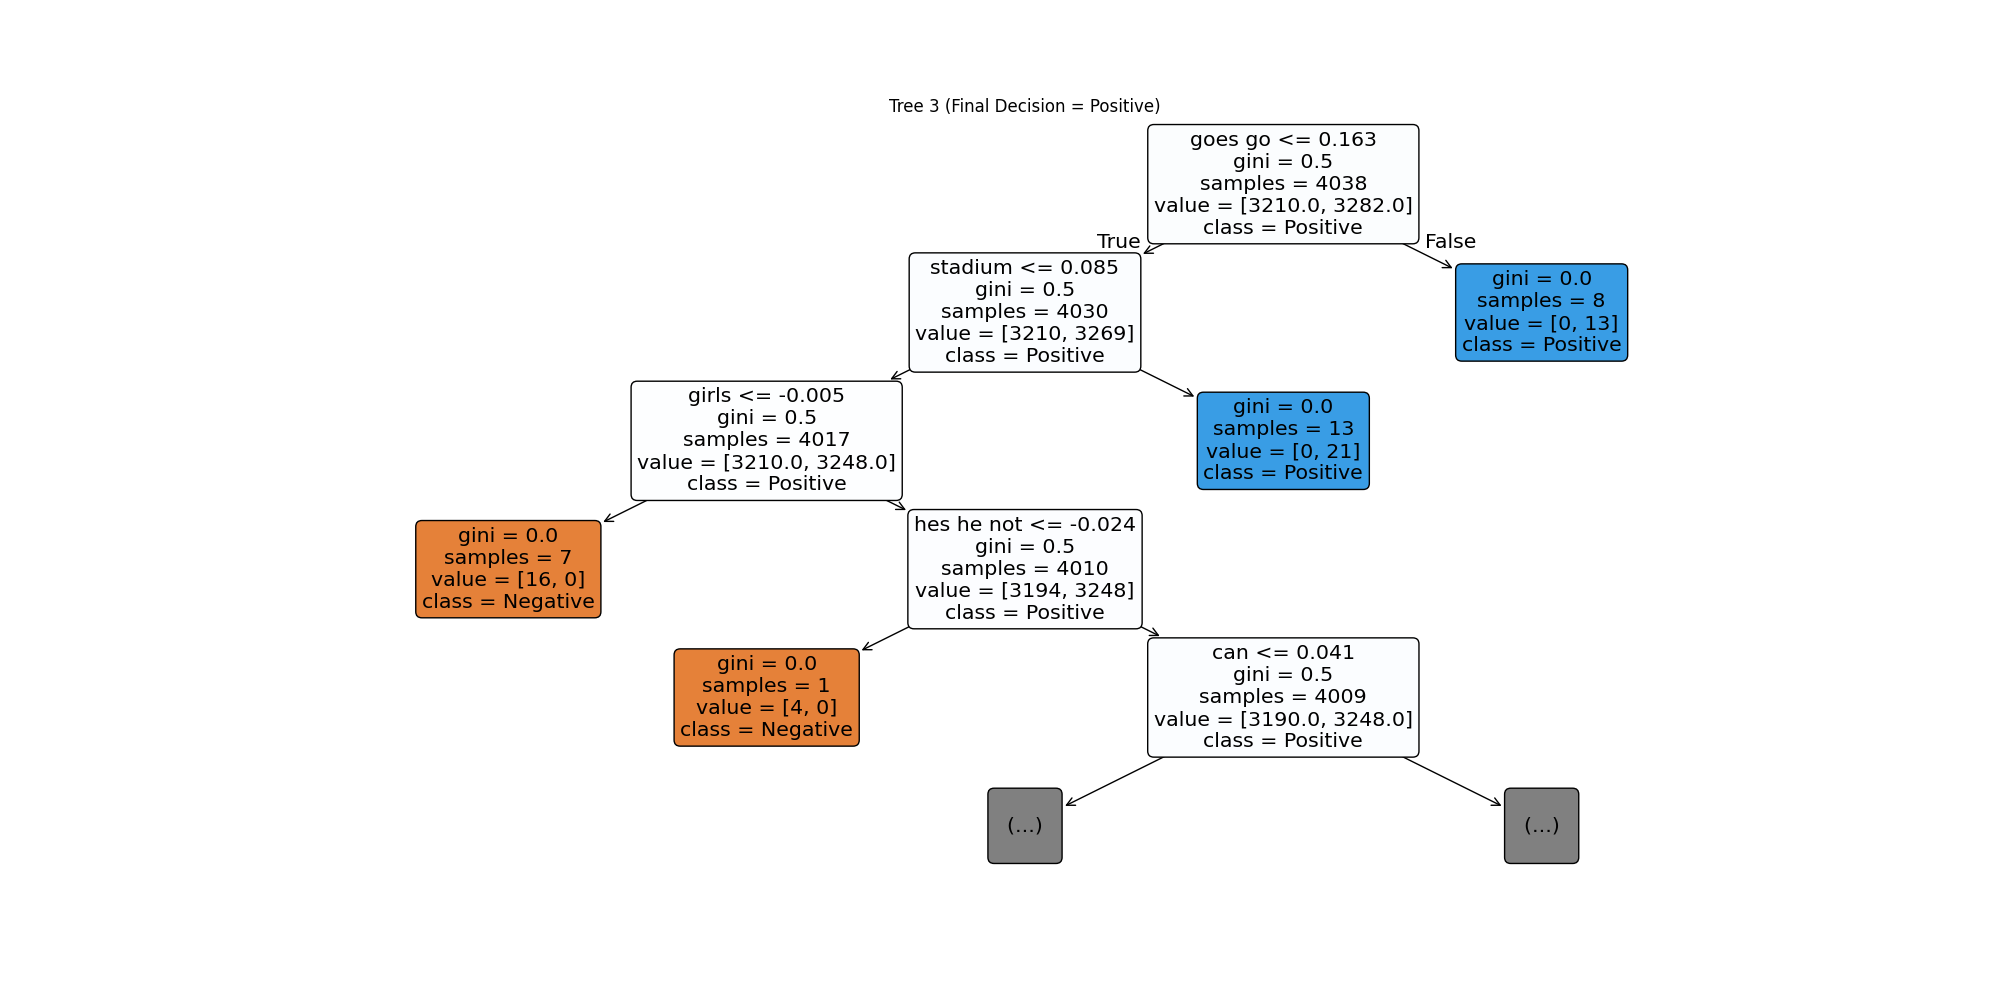 Tree 3 (Final Decision = Positive)
goes go <= 0.163
gini = 0.5
samples = 4038
value = [3210.0, 3282.0]
class = Positive
True
False
stadium <= 0.085
gini = 0.5
samples = 4030
value = [3210, 3269]
class = Positive
gini = 0.0
samples = 8
value = [0, 13]
class = Positive
girls <= -0.005
gini = 0.5
samples = 4017
value = [3210.0, 3248.0]
class = Positive
gini = 0.0
samples = 13
value = [0, 21]
class = Positive
gini = 0.0
samples = 7
value = [16, 0]
class = Negative
hes he not <= -0.024
gini = 0.5
samples = 4010
value = [3194, 3248]
class = Positive
gini = 0.0
samples = 1
value = [4, 0]
class = Negative
can <= 0.041
gini = 0.5
samples = 4009
value = [3190.0, 3248.0]
class = Positive
(...)
(...)